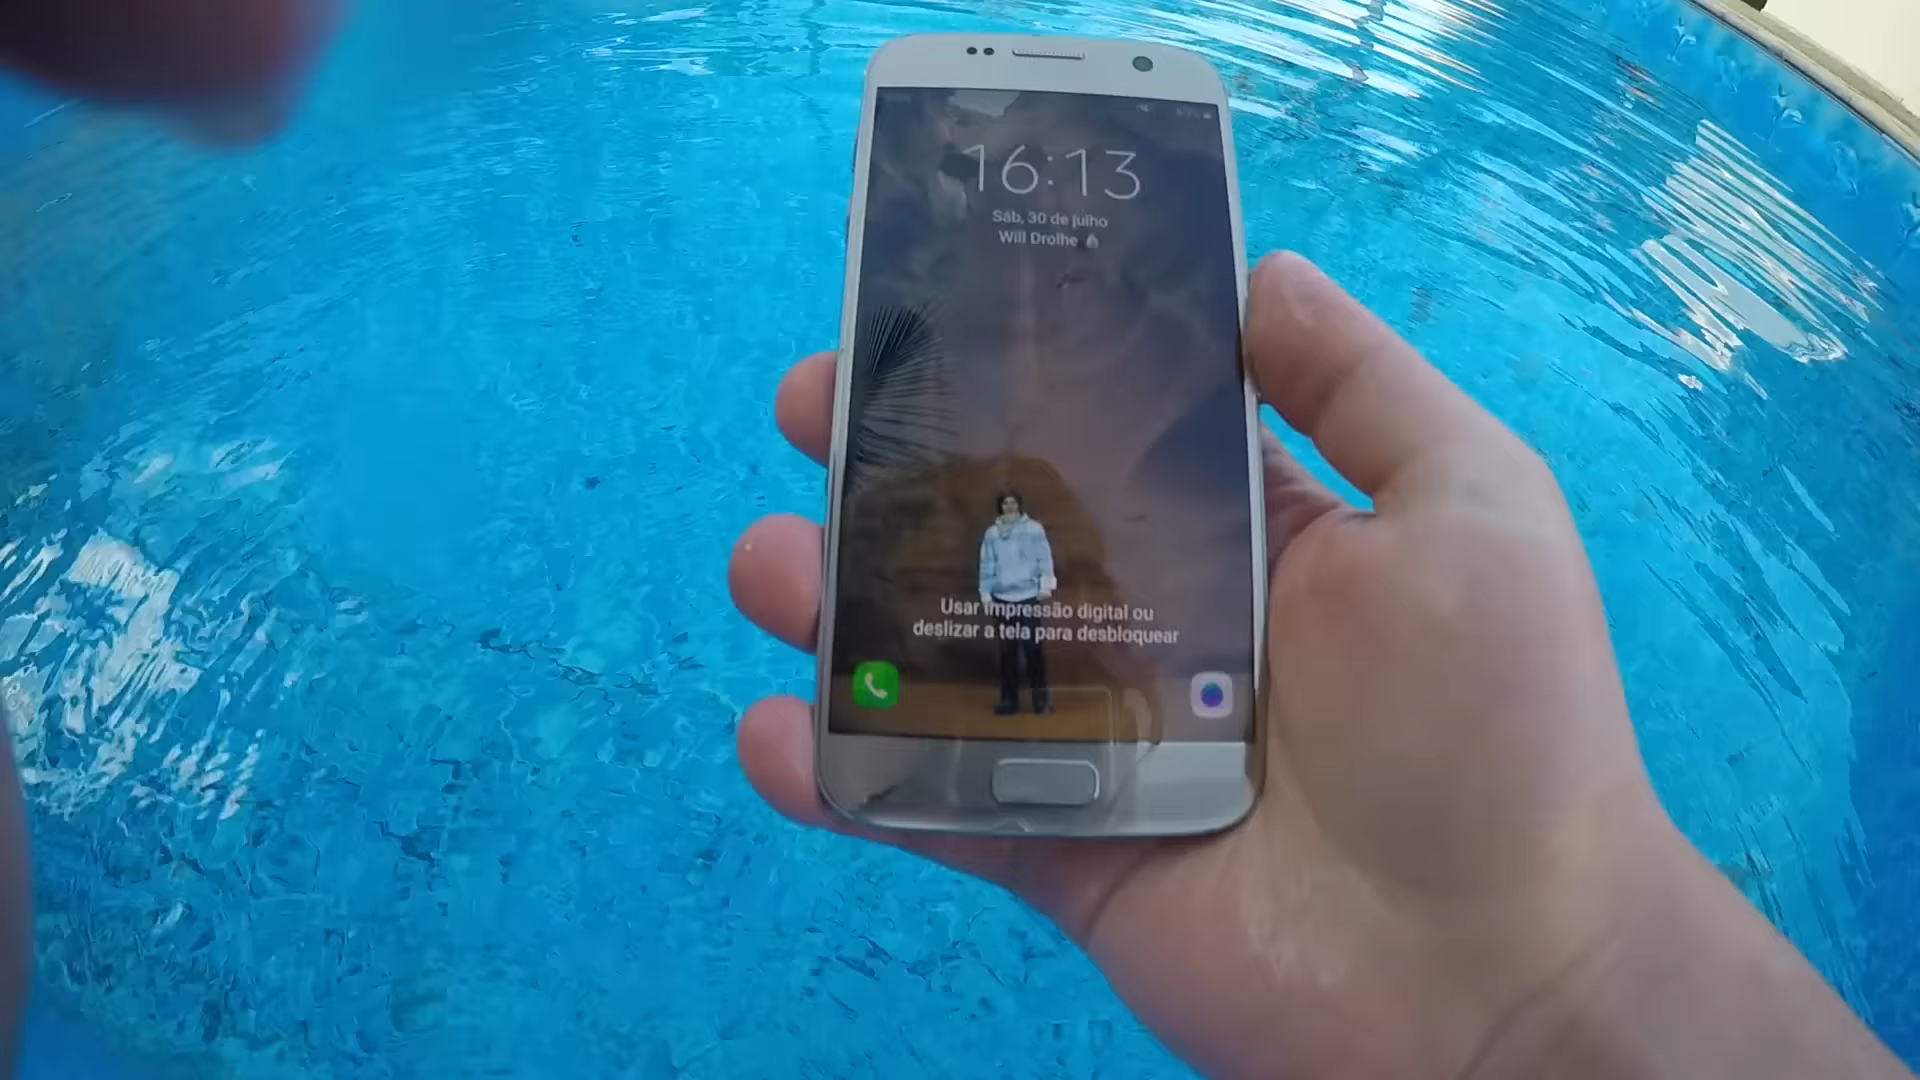 16:13
Sáb, 30 de julho
Will Drolhe
Usar impressão digital ou
deslizar a tela para desbloquear